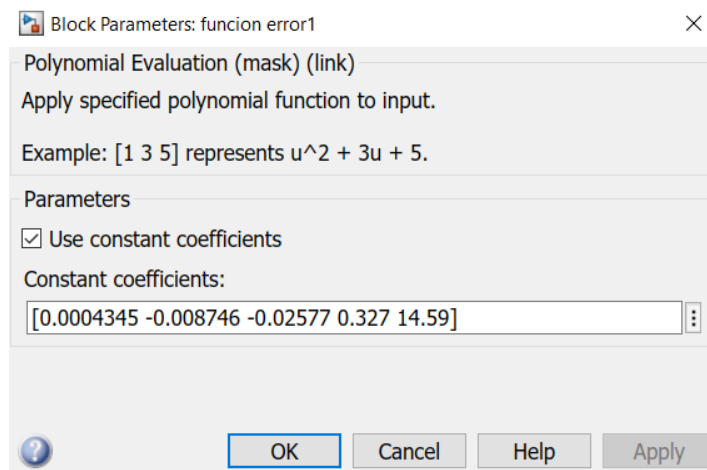 Block Parameters: funcion error1
Polynomial Evaluation (mask) (link)
Apply specified polynomial function to input.
Example: [1 3 5] represents u^2 + 3u + 5.
Parameters
Use constant coefficients
Constant coefficients:
[0.0004345 -0.008746 -0.02577 0.327 14.59]
OK Cancel Help Apply